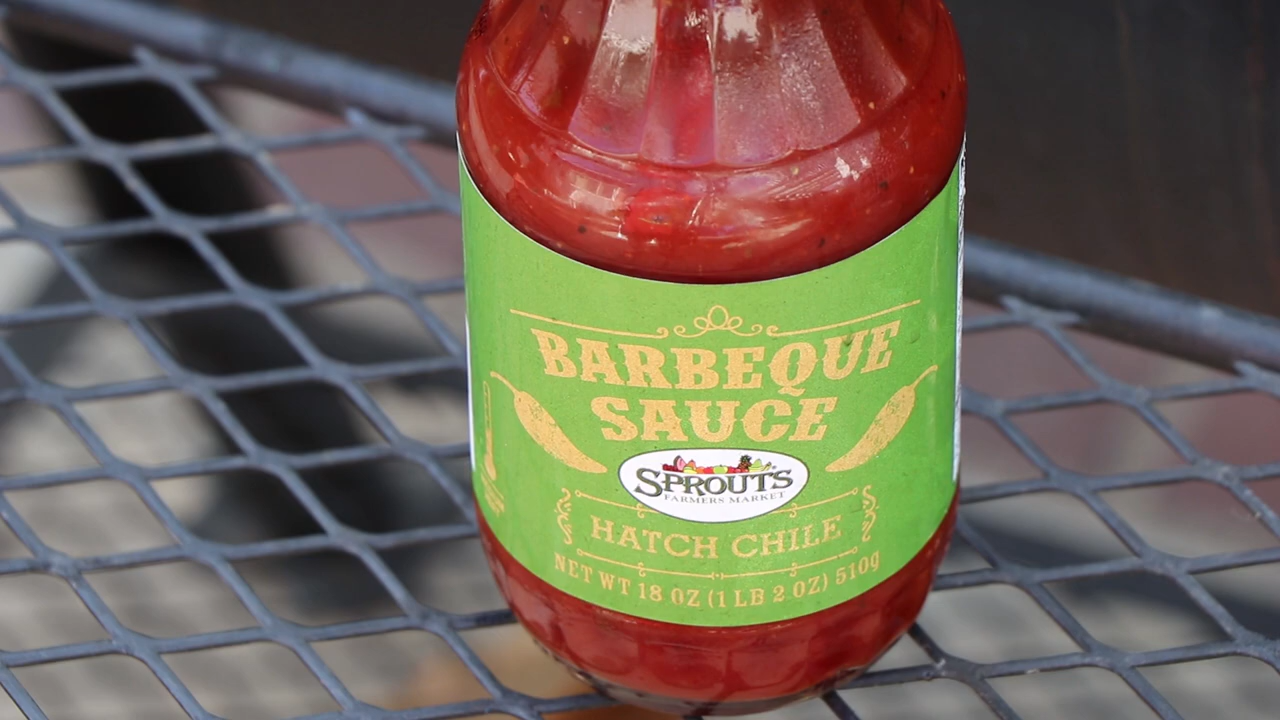 BARBEQUE
SAUCE
SPROUTS
FARMERS MARKET
HATCH CHILE
NET WT 18 OZ (1 LB 2 OZ) 510g